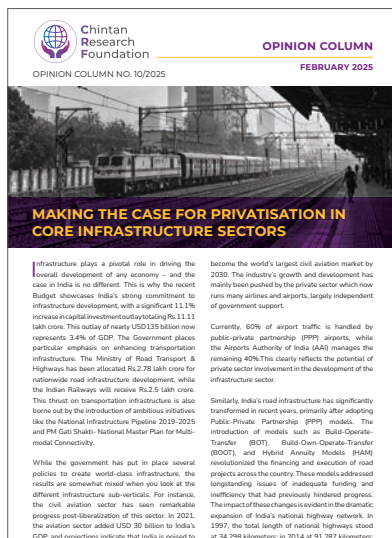 Chintan
Research
Foundation
OPINION COLUMN
FEBRUARY 2025
OPINION COLUMN NO. 10/2025
MAKING THE CASE FOR PRIVATISATION IN
CORE INFRASTRUCTURE SECTORS
Infrastructure plays a pivotal role in driving the
overall development of any economy – and the
case in India is no different. This is why the recent
Budget showcases India's strong commitment to
infrastructure development, with a significant 11.1%
increase in capital investment outlay totaling Rs.11.11
lakh crore. This outlay of nearly USD135 billion now
represents 3.4% of GDP. The Government places
particular emphasis on enhancing transportation
infrastructure. The Ministry of Road Transport &
Highways has been allocated Rs.2.78 lakh crore for
nationwide road infrastructure development, while
the Indian Railways will receive Rs.2.5 lakh crore.
This thrust on transportation infrastructure is also
borne out by the introduction of ambitious initiatives
like the National Infrastructure Pipeline 2019-2025
and PM Gati Shakti- National Master Plan for Multi-
modal Connectivity.
While the government has put in place several
policies to create world-class infrastructure, the
results are somewhat mixed when you look at the
different infrastructure sub-verticals. For instance,
the civil aviation sector has seen remarkable
progress post-liberalization of this sector. In 2021,
the aviation sector added USD 30 billion to India's
GDP, and projections indicate that India is poised to
become the world's largest civil aviation market by
2030. The industry's growth and development has
mainly been pushed by the private sector which now
runs many airlines and airports, largely independent
of government support.
Currently, 60% of airport traffic is handled by
public-private partnership (PPP) airports, while
the Airports Authority of India (AAI) manages the
remaining 40%.This clearly reflects the potential of
private sector involvement in the development of the
infrastructure sector.
Similarly, India's road infrastructure has significantly
transformed in recent years, primarily after adopting
Public-Private Partnership (PPP) models. The
introduction of models such as Build-Operate-
Transfer (BOT), Build-Own-Operate-Transfer
(BOOT), and Hybrid Annuity Models (HAM)
revolutionized the financing and execution of road
projects across the country. These models addressed
longstanding issues of inadequate funding and
inefficiency that had previously hindered progress.
The impact of these changes is evident in the dramatic
expansion of India's national highway network. In
1997, the total length of national highways stood
at 34,298 kilometers; in 2014 at 91,287 kilometers;